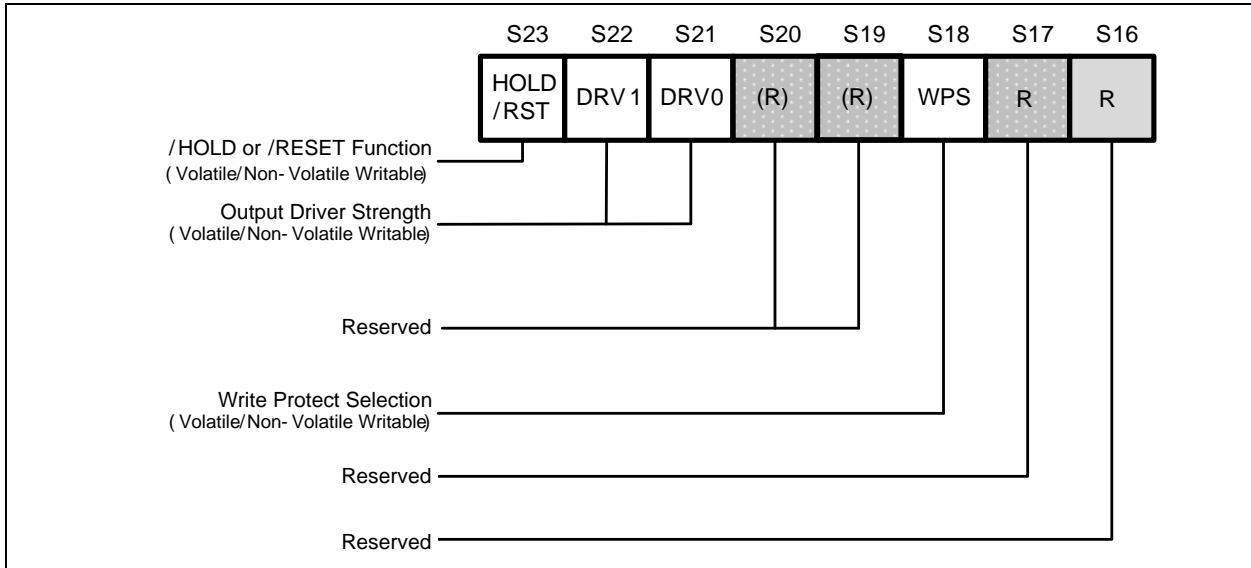 S23 S22 S21 S20 S19 S18 S17 S16
HOLD
/RST
DRV1 DRV0 (R) (R) WPS R R
/HOLD or /RESET Function
(Volatile/Non-Volatile Writable)
Output Driver Strength
(Volatile/Non-Volatile Writable)
Reserved
Write Protect Selection
(Volatile/Non-Volatile Writable)
Reserved
Reserved